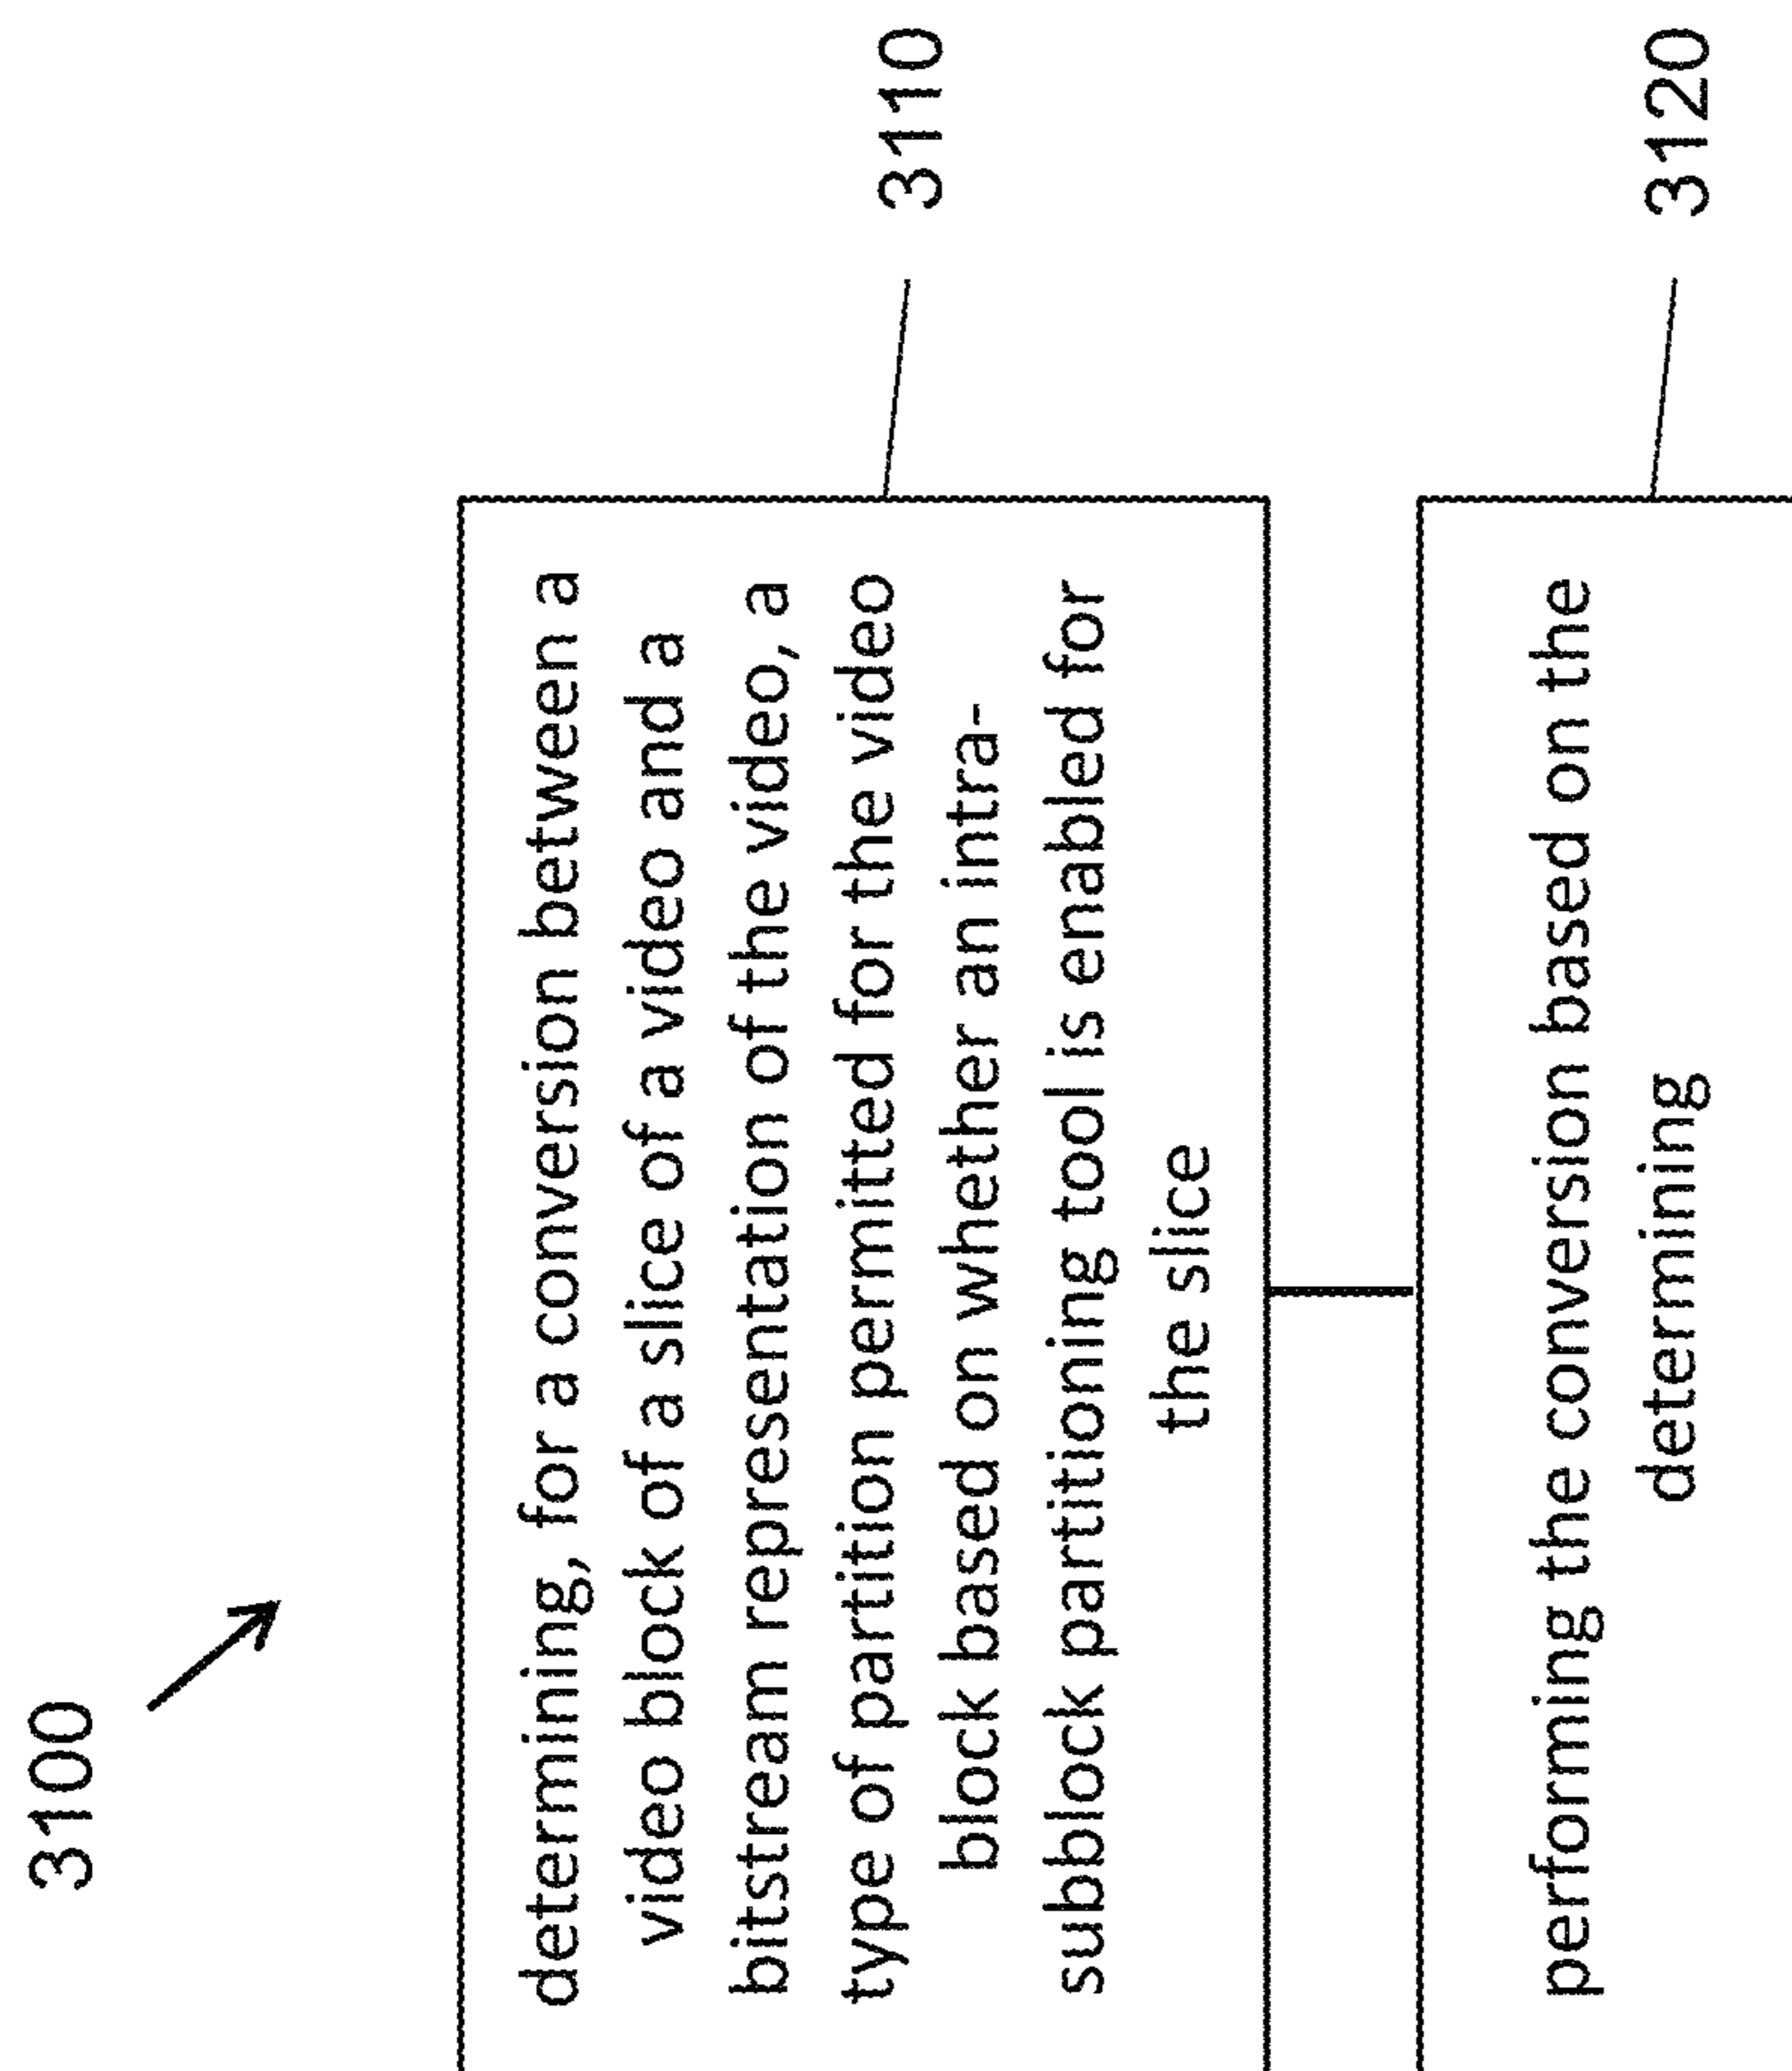 3100
determining, for a conversion between a
video block of a slice of a video and a
bitstream representation of the video, a
type of partition permitted for the video
block based on whether an intra-
subblock partitioning tool is enabled for
the slice
3110
performing the conversion based on the
determining
3120